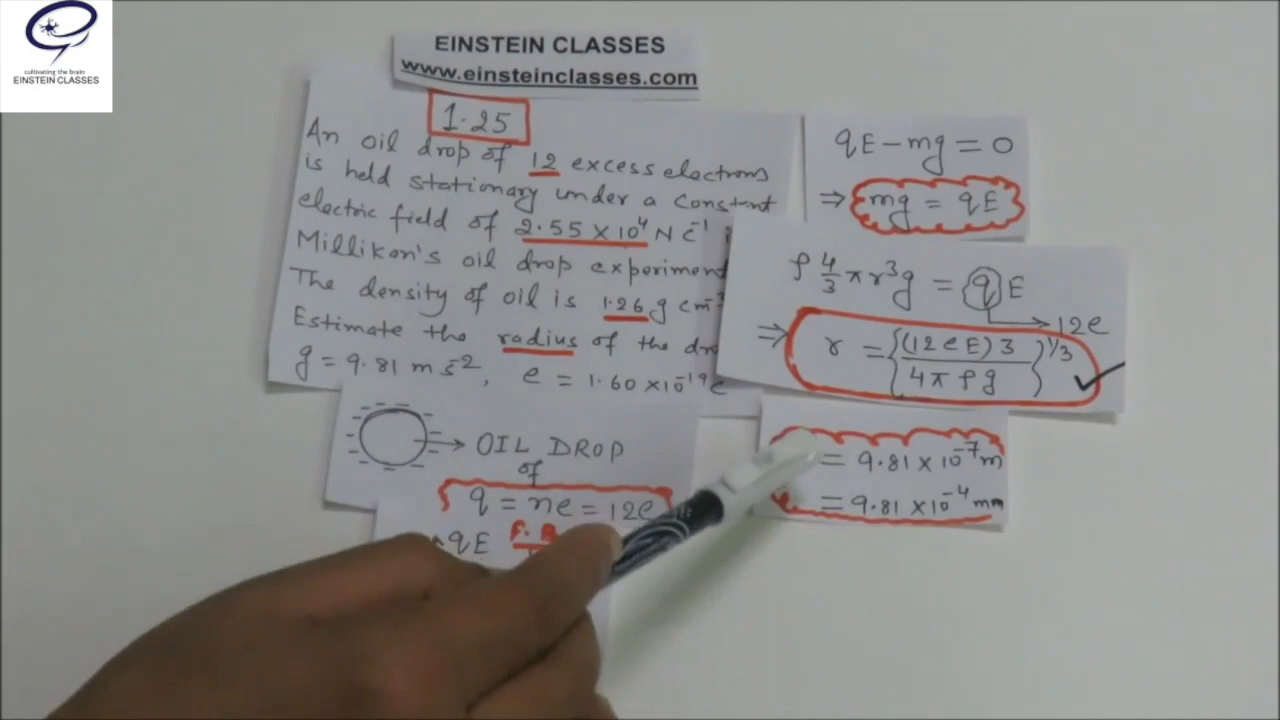 cultivating the brain
EINSTEIN CLASSES
EINSTEIN CLASSES
www.einsteinclasses.com
1.25
An oil drop of 12 excess electrons
is held stationary under a constant
electric field of 2.55 × 10⁴ N C⁻¹
Millikon's oil drop experiment
The density of oil is 1.26 g cm⁻³
Estimate the radius of the
g = 9.81 m s⁻², e = 1.60 × 10⁻¹⁹ C
OIL DROP
of
q = ne = 12e
qE
qE − mg = 0
⇒ mg = qE
ρ 4/3 π r³ g = q E
12e
⇒ r = {(12 e E) 3 / 4 π ρ g}^1/3
= 9.81 × 10⁻⁷ m
= 9.81 × 10⁻⁴ mm